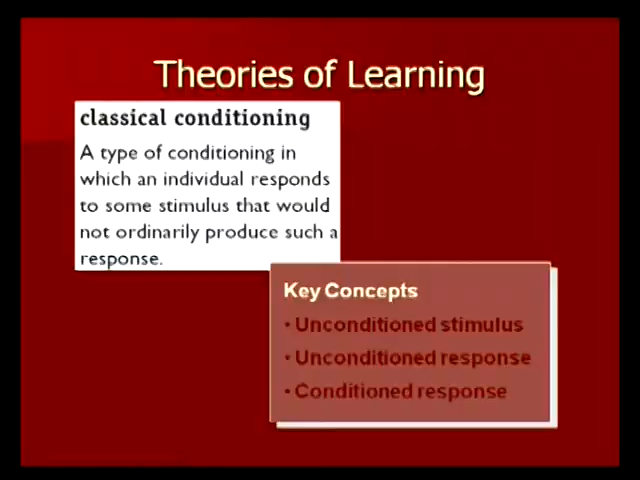 Theories of Learning
classical conditioning
A type of conditioning in
which an individual responds
to some stimulus that would
not ordinarily produce such a
response.
Key Concepts
• Unconditioned stimulus
• Unconditioned response
• Conditioned response